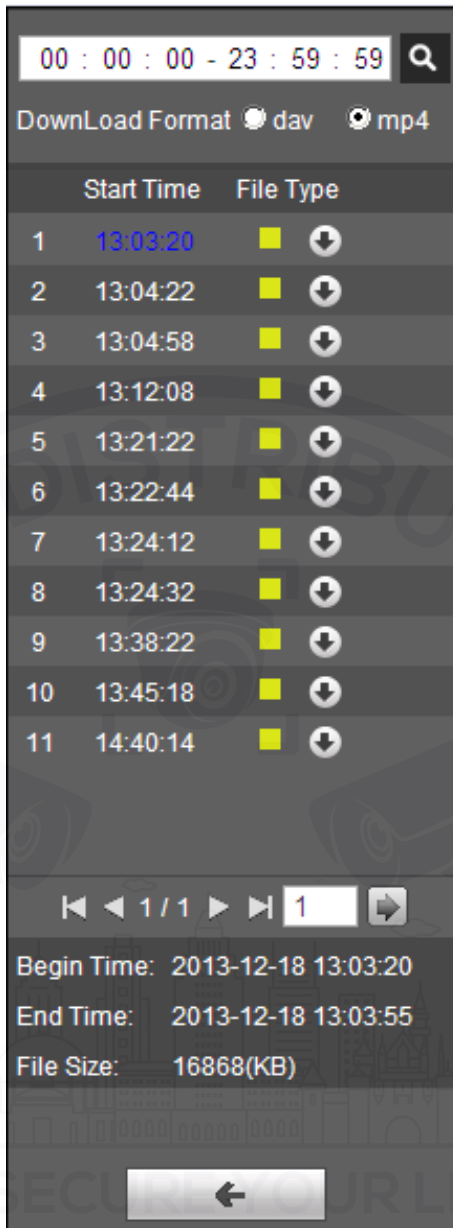 00 : 00 : 00 - 23 : 59 : 59
DownLoad Format dav mp4
Start Time File Type
1 13:03:20
2 13:04:22
3 13:04:58
4 13:12:08
5 13:21:22
6 13:22:44
7 13:24:12
8 13:24:32
9 13:38:22
10 13:45:18
11 14:40:14
1 / 1 1
Begin Time: 2013-12-18 13:03:20
End Time: 2013-12-18 13:03:55
File Size: 16868(KB)